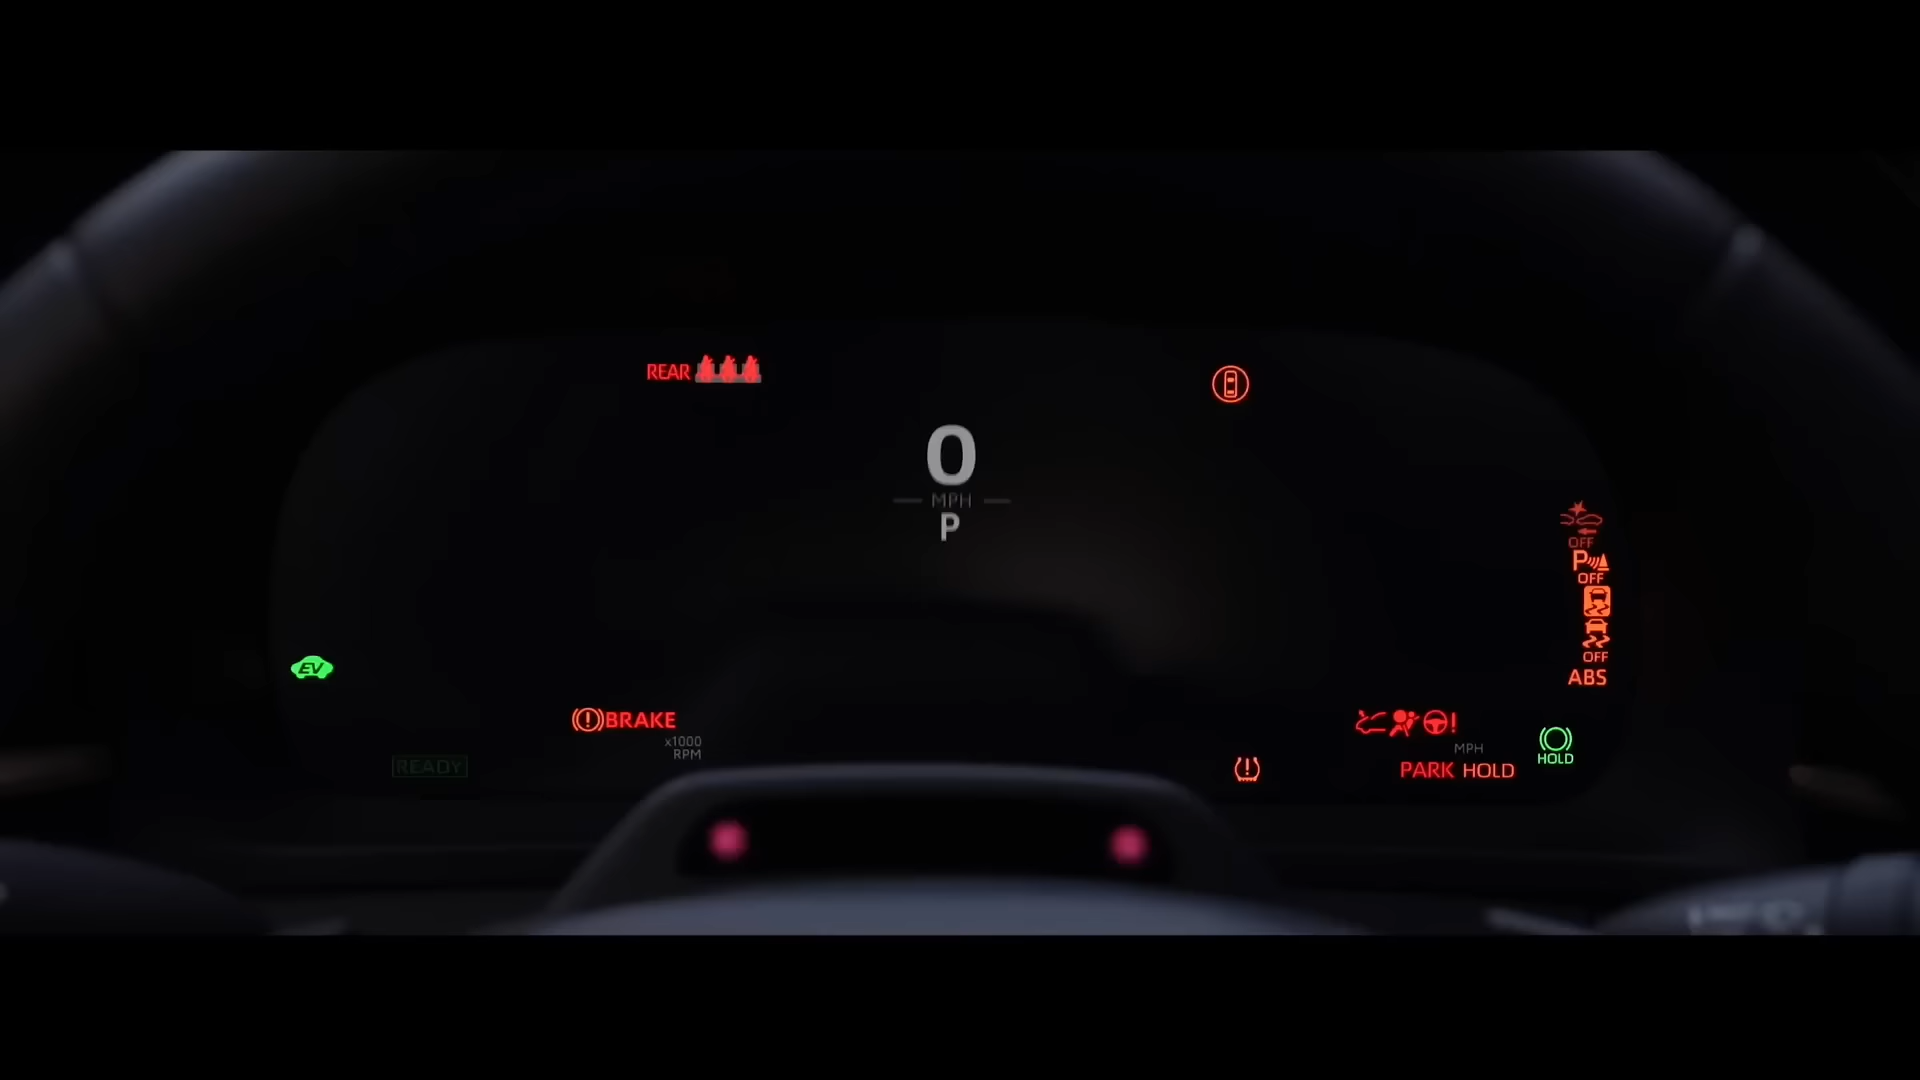 REAR
0
MPH
P
OFF
P
OFF
OFF
ABS
EV
! BRAKE
x1000
RPM
READY
!
!
MPH
PARK HOLD
HOLD